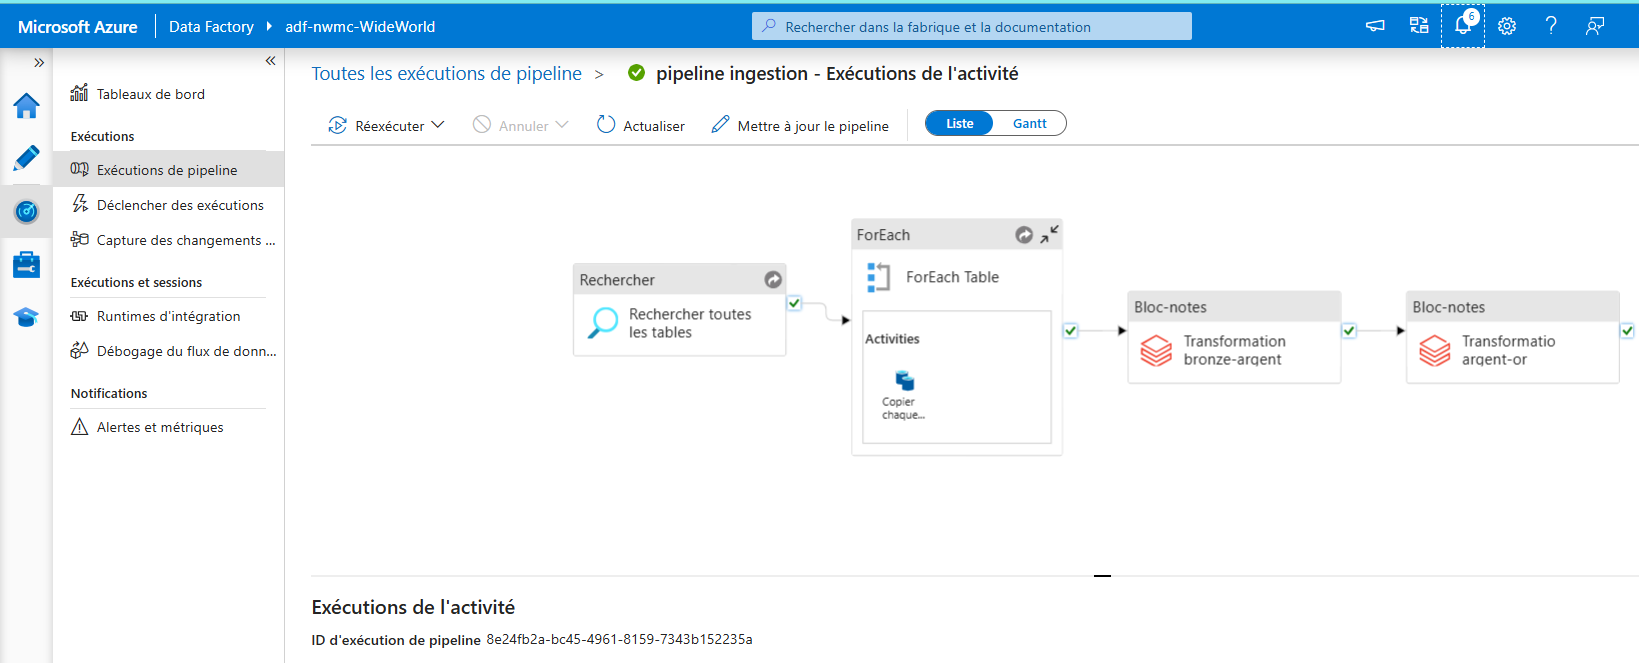 Microsoft Azure
Data Factory
adf-nwmc-WideWorld
Rechercher dans la fabrique et la documentation
6
?
»
«
Tableaux de bord
Exécutions
Exécutions de pipeline
Déclencher des exécutions
Capture des changements ...
Exécutions et sessions
Runtimes d'intégration
Débogage du flux de donn...
Notifications
Alertes et métriques
Toutes les exécutions de pipeline > pipeline ingestion - Exécutions de l'activité
Réexécuter
Annuler
Actualiser
Mettre à jour le pipeline
Liste
Gantt
Rechercher
Rechercher toutes
les tables
ForEach
ForEach Table
Activities
Copier
chaque...
Bloc-notes
Transformation
bronze-argent
Bloc-notes
Transformatio
argent-or
Exécutions de l'activité
ID d'exécution de pipeline 8e24fb2a-bc45-4961-8159-7343b152235a